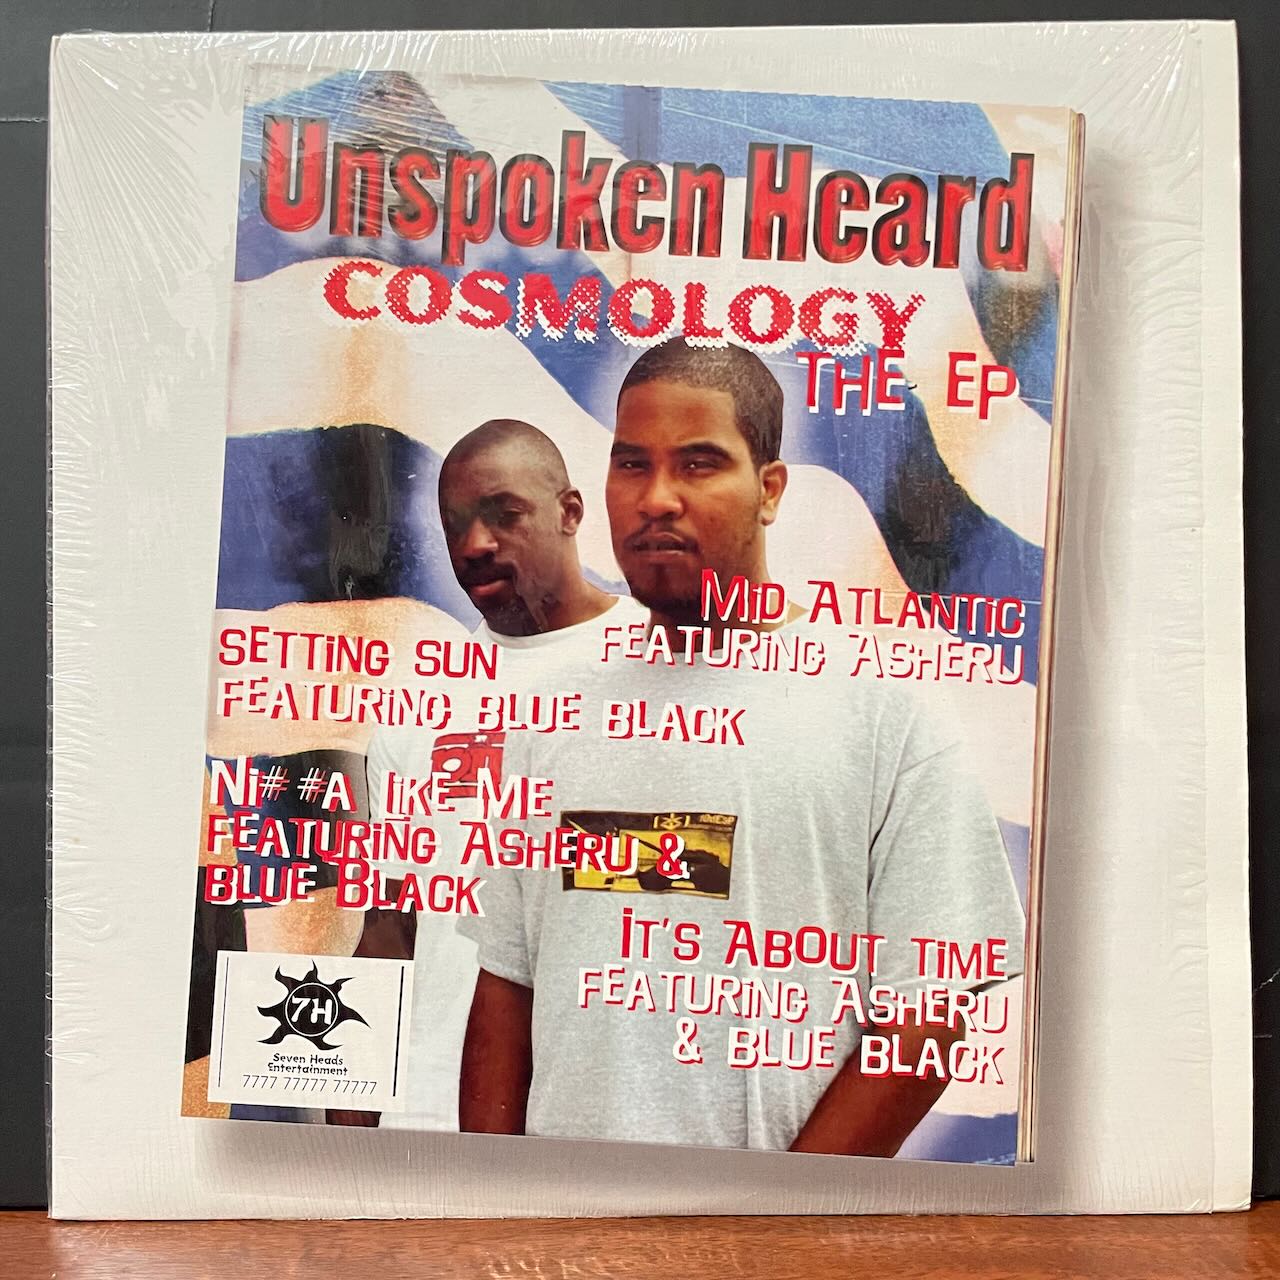 Unspoken Heard
COSMOLOGY
THE EP
MID ATLANTIC
FEATURING ASHERU
SETTING SUN
FEATURING BLUE BLACK
NI##A LIKE ME
FEATURING ASHERU &
BLUE BLACK
IT'S ABOUT TIME
FEATURING ASHERU
& BLUE BLACK
7H
Seven Heads
Entertainment
7777 77777 77777